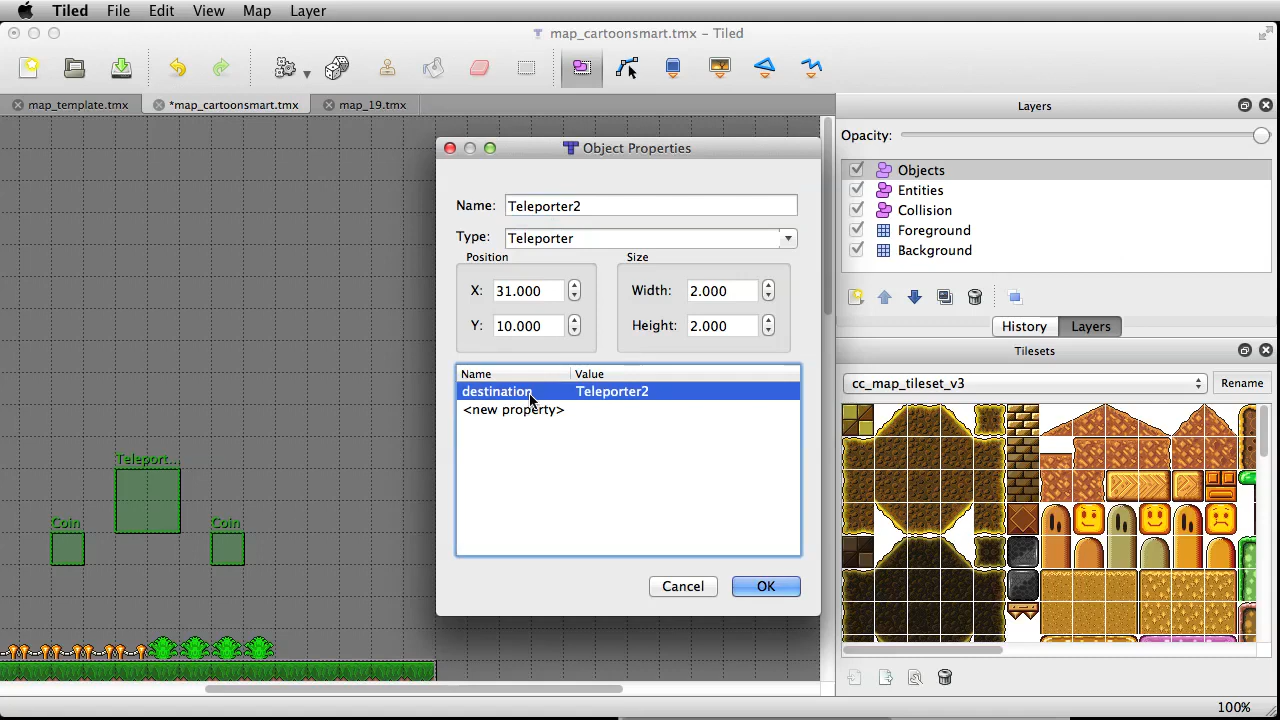 Tiled File Edit View Map Layer
map_cartoonsmart.tmx – Tiled
map_template.tmx *map_cartoonsmart.tmx map_19.tmx
Object Properties
Name: Teleporter2
Type: Teleporter
Position Size
X: 31.000 Width: 2.000
Y: 10.000 Height: 2.000
Name Value
destination Teleporter2
<new property>
Cancel OK
Teleport...
Coin Coin
Layers
Opacity:
Objects
Entities
Collision
Foreground
Background
History Layers
Tilesets
cc_map_tileset_v3 Rename
100%